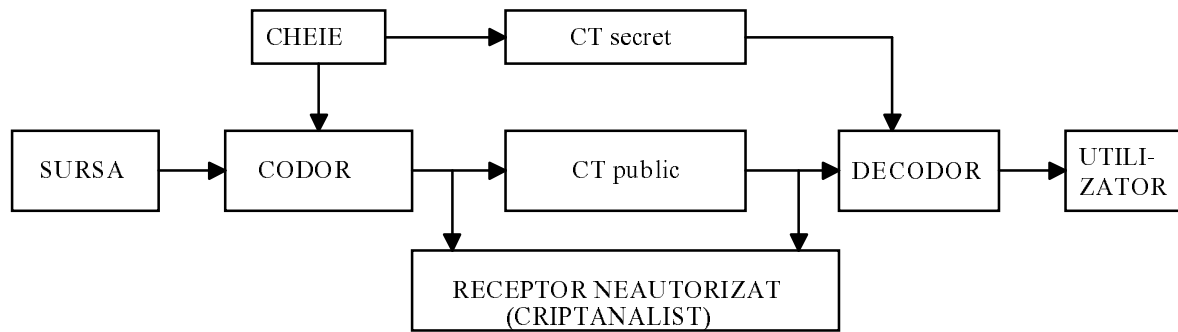 CHEIE
CT secret
SURSA
CODOR
CT public
DECODOR
UTILI-
ZATOR
RECEPTOR NEAUTORIZAT
(CRIPTANALIST)